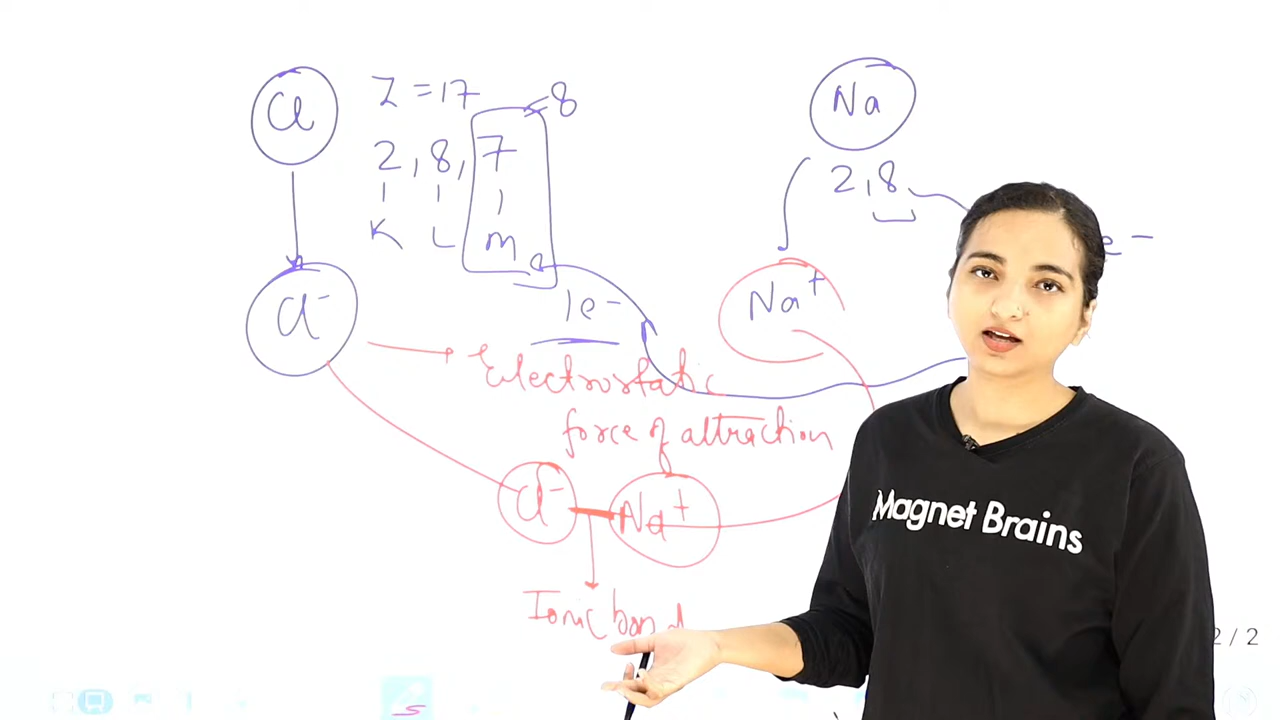 Cl
Z = 17
8
2, 8, 7
K L M
1e-
Cl-
Na
2, 8
e-
Na+
Electrostatic
force of attraction
Cl- Na+
Ionic bond
Magnet Brains
2/2